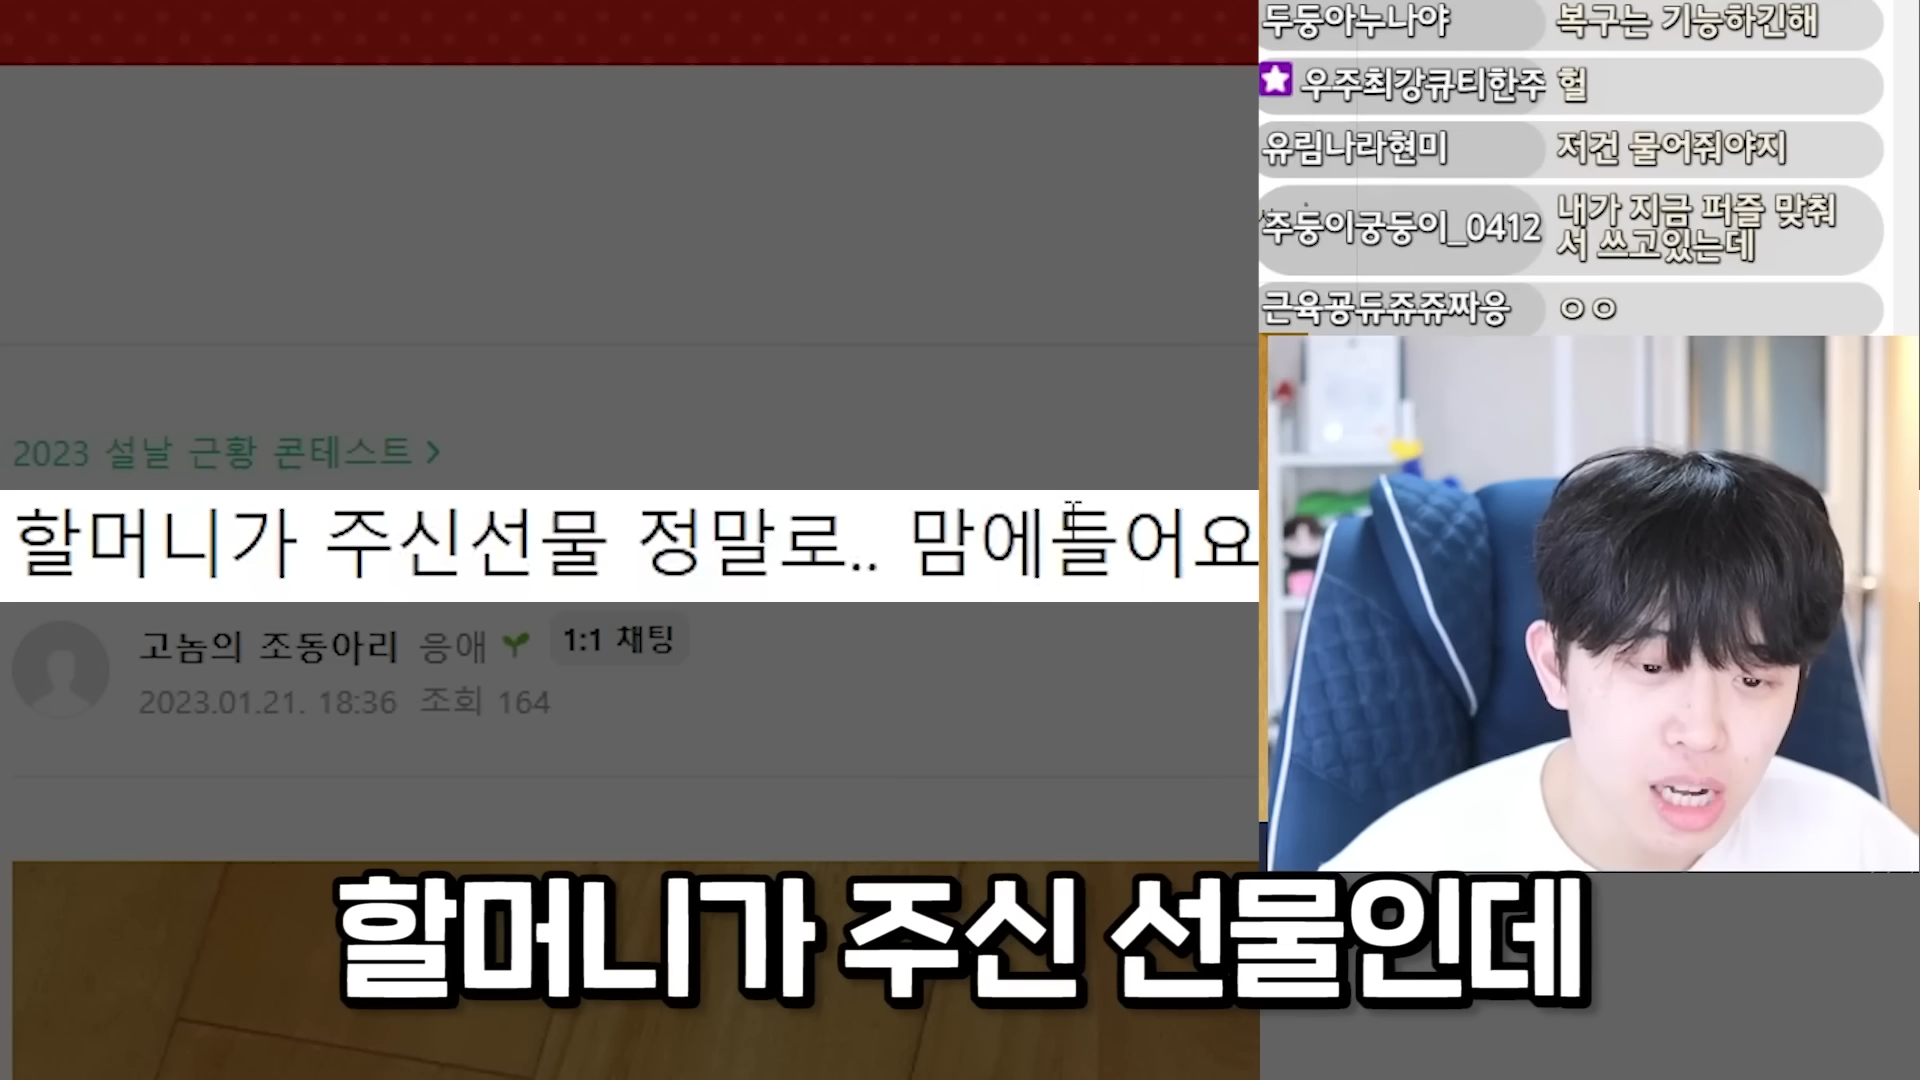 두둥아누나야 복구는 기능하긴해
우주최강큐티한주 헐
유림나라현미 저건 물어줘야지
주둥이궁둥이_0412 내가 지금 퍼즐 맞춰
서 쓰고있는데
근육공듀쥬쥬짜응 ㅇㅇ
2023 설날 근황 콘테스트 >
할머니가 주신선물 정말로.. 맘에들어요
고놈의 조동아리 응애 1:1 채팅
2023.01.21. 18:36 조회 164
할머니가 주신 선물인데